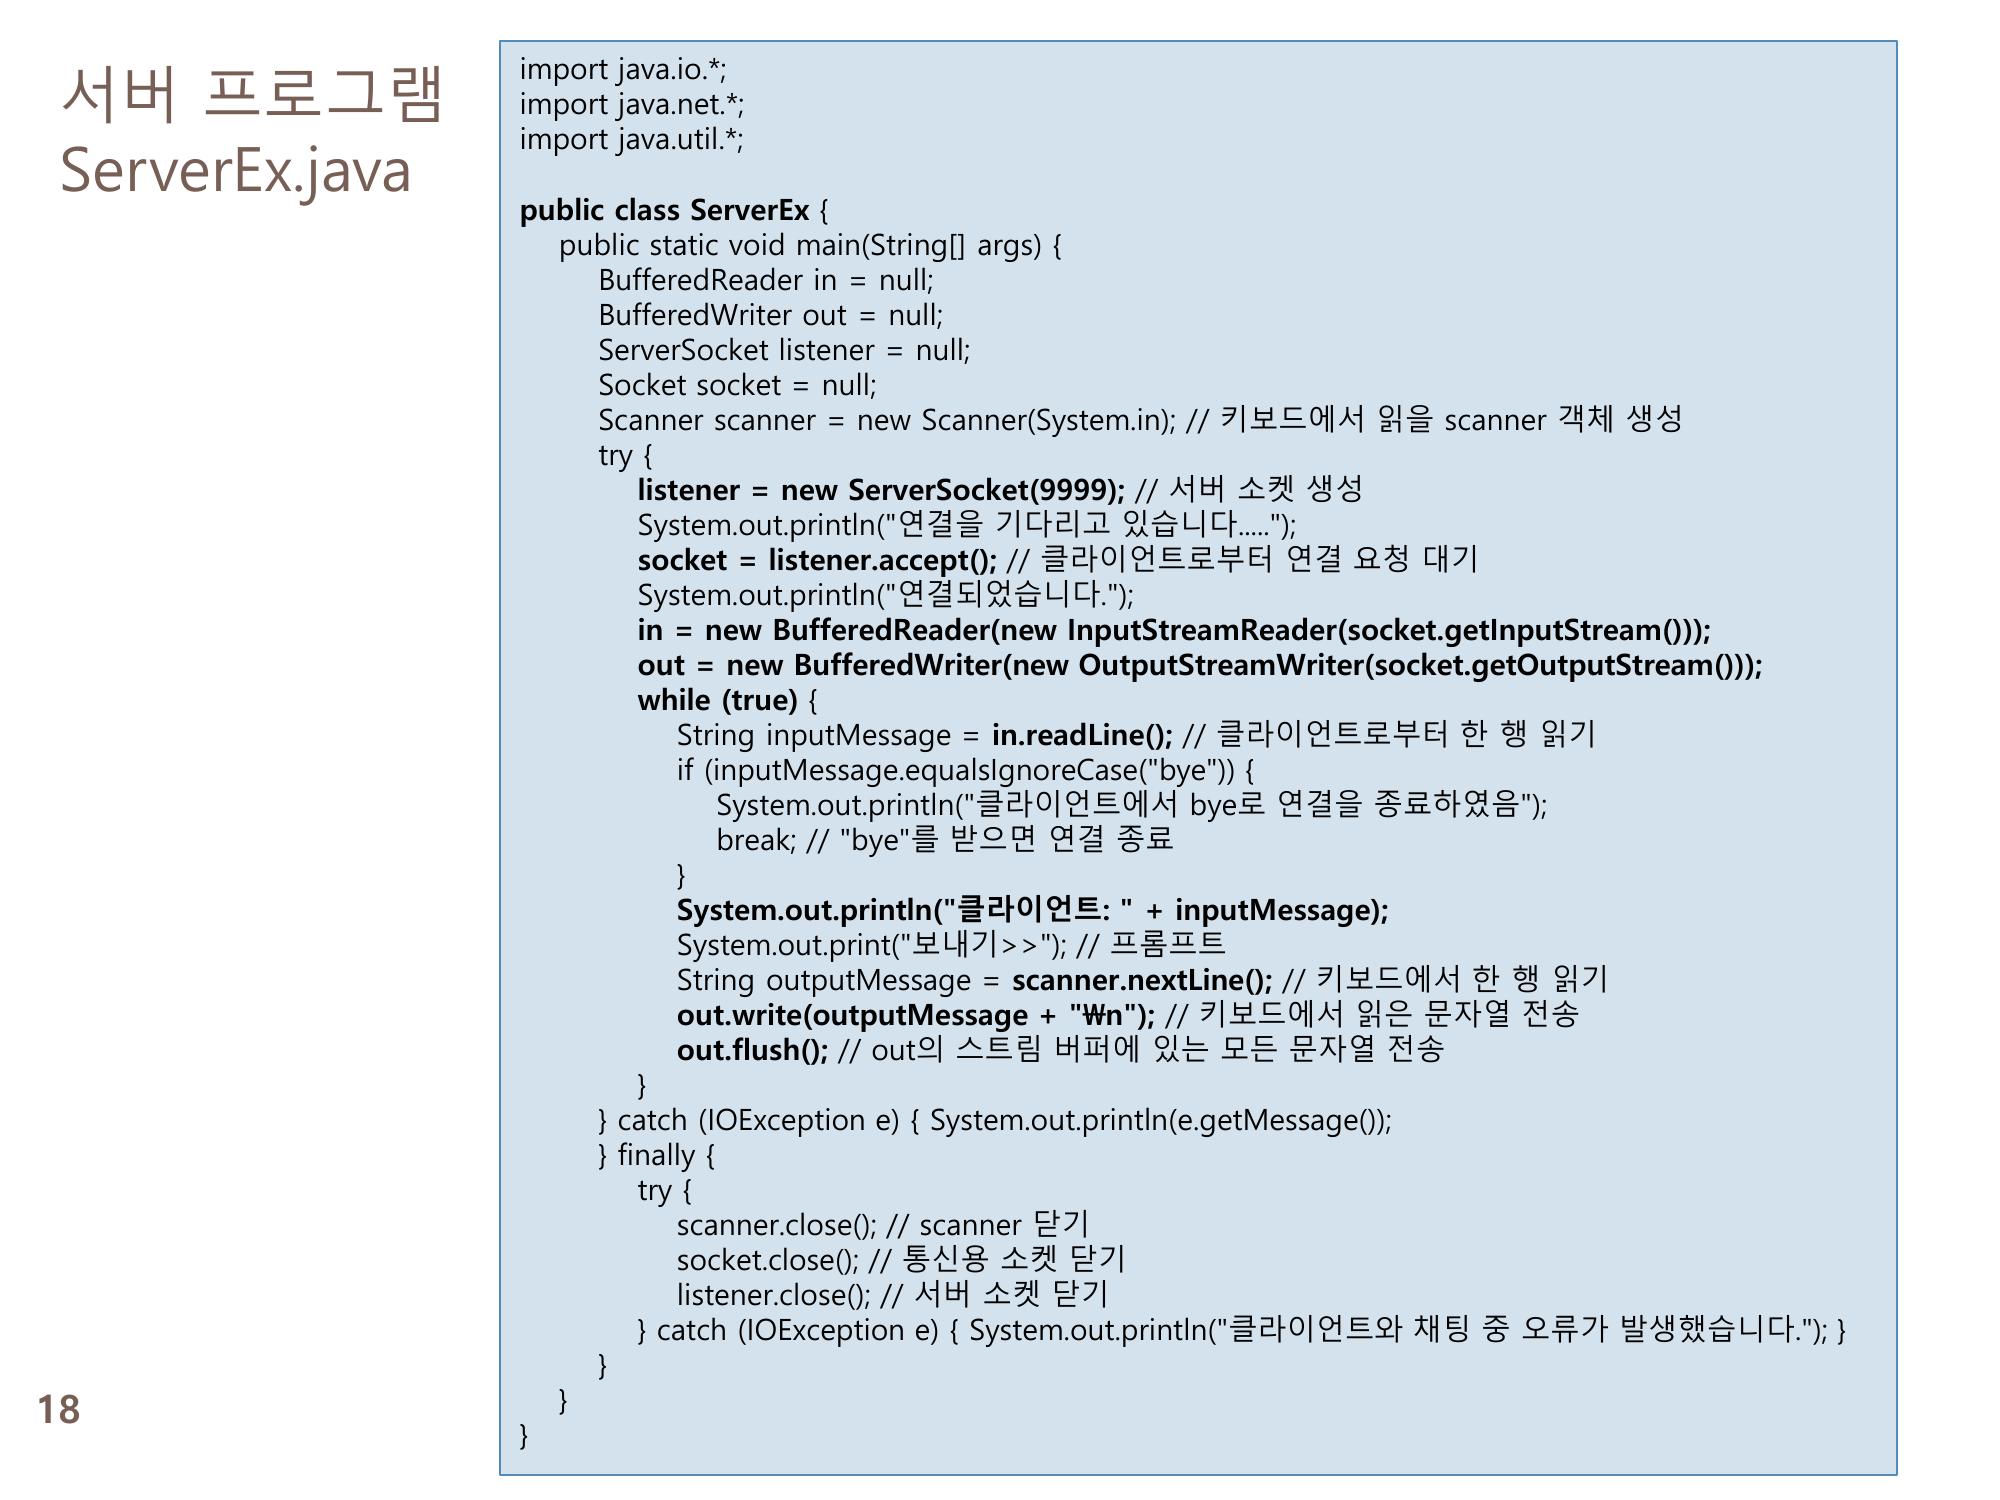 서버 프로그램
ServerEx.java
import java.io.*;
import java.net.*;
import java.util.*;
public class ServerEx {
public static void main(String[] args) {
BufferedReader in = null;
BufferedWriter out = null;
ServerSocket listener = null;
Socket socket = null;
Scanner scanner = new Scanner(System.in); // 키보드에서 읽을 scanner 객체 생성
try {
listener = new ServerSocket(9999); // 서버 소켓 생성
System.out.println("연결을 기다리고 있습니다.....");
socket = listener.accept(); // 클라이언트로부터 연결 요청 대기
System.out.println("연결되었습니다.");
in = new BufferedReader(new InputStreamReader(socket.getInputStream()));
out = new BufferedWriter(new OutputStreamWriter(socket.getOutputStream()));
while (true) {
String inputMessage = in.readLine(); // 클라이언트로부터 한 행 읽기
if (inputMessage.equalsIgnoreCase("bye")) {
System.out.println("클라이언트에서 bye로 연결을 종료하였음");
break; // "bye"를 받으면 연결 종료
}
System.out.println("클라이언트: " + inputMessage);
System.out.print("보내기>>"); // 프롬프트
String outputMessage = scanner.nextLine(); // 키보드에서 한 행 읽기
out.write(outputMessage + "₩n"); // 키보드에서 읽은 문자열 전송
out.flush(); // out의 스트림 버퍼에 있는 모든 문자열 전송
}
} catch (IOException e) { System.out.println(e.getMessage());
} finally {
try {
scanner.close(); // scanner 닫기
socket.close(); // 통신용 소켓 닫기
listener.close(); // 서버 소켓 닫기
} catch (IOException e) { System.out.println("클라이언트와 채팅 중 오류가 발생했습니다."); }
}
}
}
18